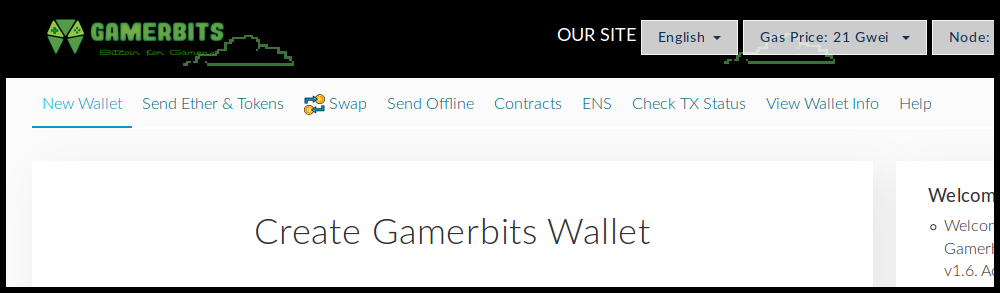 GAMERBITS
Bitcoin for Gamers
OUR SITE English Gas Price: 21 Gwei Node:
New Wallet Send Ether & Tokens Swap Send Offline Contracts ENS Check TX Status View Wallet Info Help
Create Gamerbits Wallet
Welcom
Welcom
Gamerb
v1.6. Ad